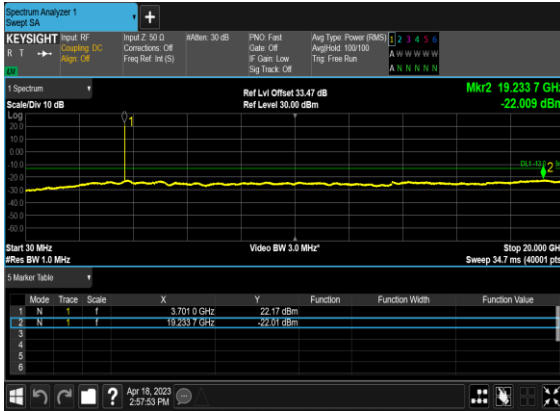 Spectrum Analyzer 1
Swept SA
+
KEYSIGHT Input: RF Input Z: 50 Ω #Atten: 30 dB PNO: Fast Avg Type: Power (RMS) 1 2 3 4 5 6
R T Coupling: DC Corrections: Off Gate: Off Avg|Hold: 100/100 A W W W W W
Align: Off Freq Ref: Int (S) IF Gain: Low Trig: Free Run
Sig Track: Off A N N N N N
1 Spectrum Ref Lvl Offset 33.47 dB Mkr2 19.233 7 GHz
Scale/Div 10 dB Ref Level 30.00 dBm -22.009 dBm
Log
20.0
10.0
0.00
-10.0
-20.0
-30.0
-40.0
-50.0
-60.0
1
2
Start 30 MHz Video BW 3.0 MHz* Stop 20.000 GH
#Res BW 1.0 MHz Sweep 34.7 ms (40001 pts
5 Marker Table
Mode Trace Scale X Y Function Function Width Function Value
1 N 1 f 3.701 0 GHz 22.17 dBm
2 N 1 f 19.233 7 GHz -22.01 dBm
3
4
5
6
? Apr 18, 2023
2:57:53 PM